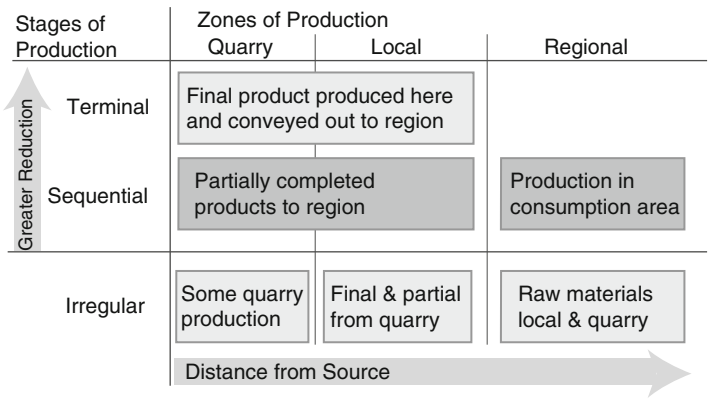 Stages of Production
Zones of Production
Quarry
Local
Regional
Greater Reduction
Terminal
Final product produced here
and conveyed out to region
Sequential
Partially completed
products to region
Production in
consumption area
Irregular
Some quarry
production
Final & partial
from quarry
Raw materials
local & quarry
Distance from Source